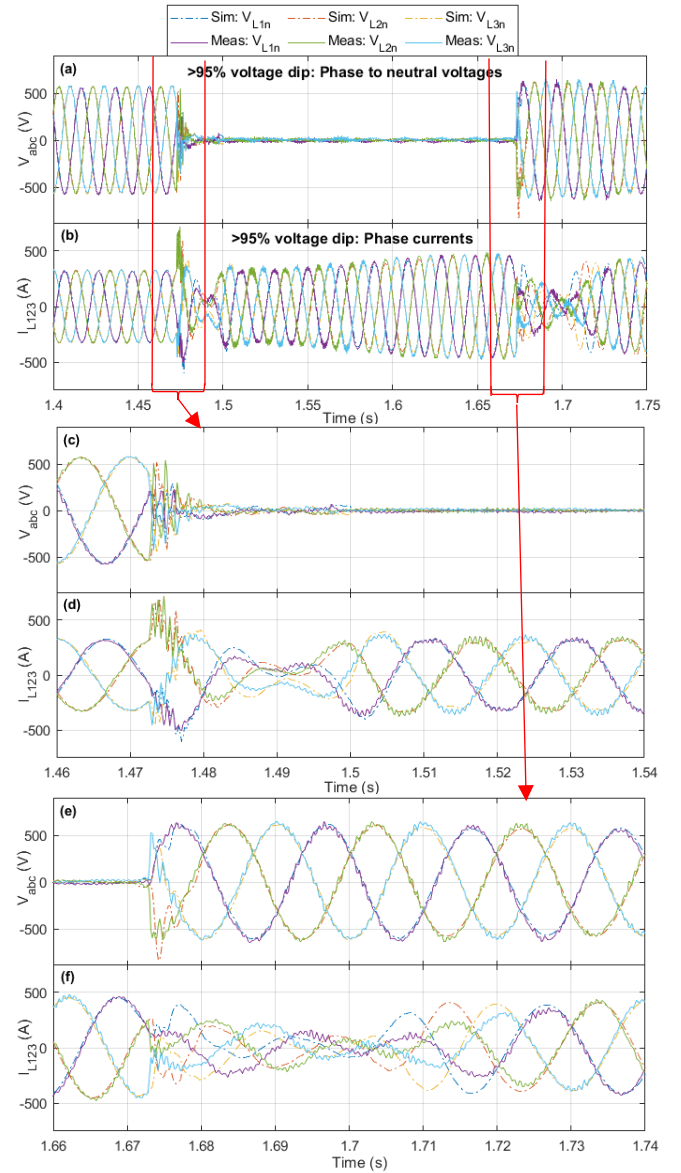 Sim: V_L1n Sim: V_L2n Sim: V_L3n
Meas: V_L1n Meas: V_L2n Meas: V_L3n
(a) >95% voltage dip: Phase to neutral voltages
V_abc (V)
500
0
-500
(b) >95% voltage dip: Phase currents
I_L123 (A)
500
0
-500
1.4 1.45 1.5 1.55 1.6 1.65 1.7 1.75
Time (s)
(c)
V_abc (V)
500
0
-500
(d)
I_L123 (A)
500
0
-500
1.46 1.47 1.48 1.49 1.5 1.51 1.52 1.53 1.54
Time (s)
(e)
V_abc (V)
500
0
-500
(f)
I_L123 (A)
500
0
-500
1.66 1.67 1.68 1.69 1.7 1.71 1.72 1.73 1.74
Time (s)